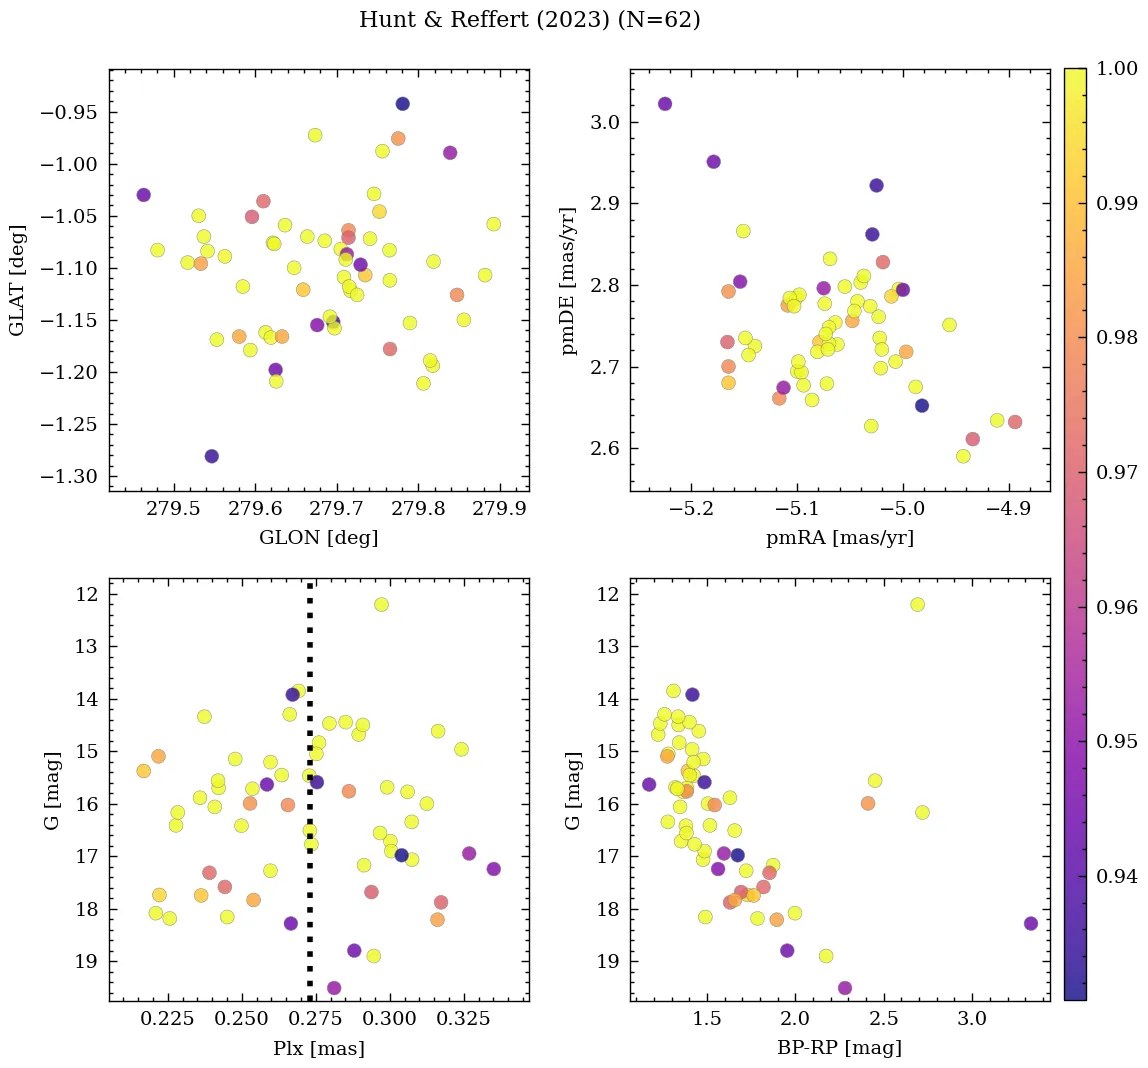 Hunt & Reffert (2023) (N=62)
−0.95
−1.00
−1.05
−1.10
−1.15
−1.20
−1.25
−1.30
GLAT [deg]
279.5 279.6 279.7 279.8 279.9
GLON [deg]
3.0
2.9
2.8
2.7
2.6
pmDE [mas/yr]
−5.2 −5.1 −5.0 −4.9
pmRA [mas/yr]
1.00
0.99
0.98
0.97
0.96
0.95
0.94
12
13
14
15
16
17
18
19
G [mag]
0.225 0.250 0.275 0.300 0.325
Plx [mas]
12
13
14
15
16
17
18
19
G [mag]
1.5 2.0 2.5 3.0
BP-RP [mag]